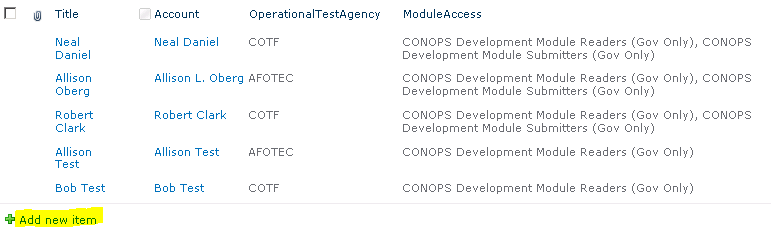 Title Account OperationalTestAgency ModuleAccess
Neal Daniel Neal Daniel COTF CONOPS Development Module Readers (Gov Only), CONOPS
Development Module Submitters (Gov Only)
Allison Oberg Allison L. Oberg AFOTEC CONOPS Development Module Readers (Gov Only), CONOPS
Development Module Submitters (Gov Only)
Robert Clark Robert Clark COTF CONOPS Development Module Readers (Gov Only), CONOPS
Development Module Submitters (Gov Only)
Allison Test Allison Test AFOTEC CONOPS Development Module Readers (Gov Only)
Bob Test Bob Test COTF CONOPS Development Module Readers (Gov Only)
Add new item